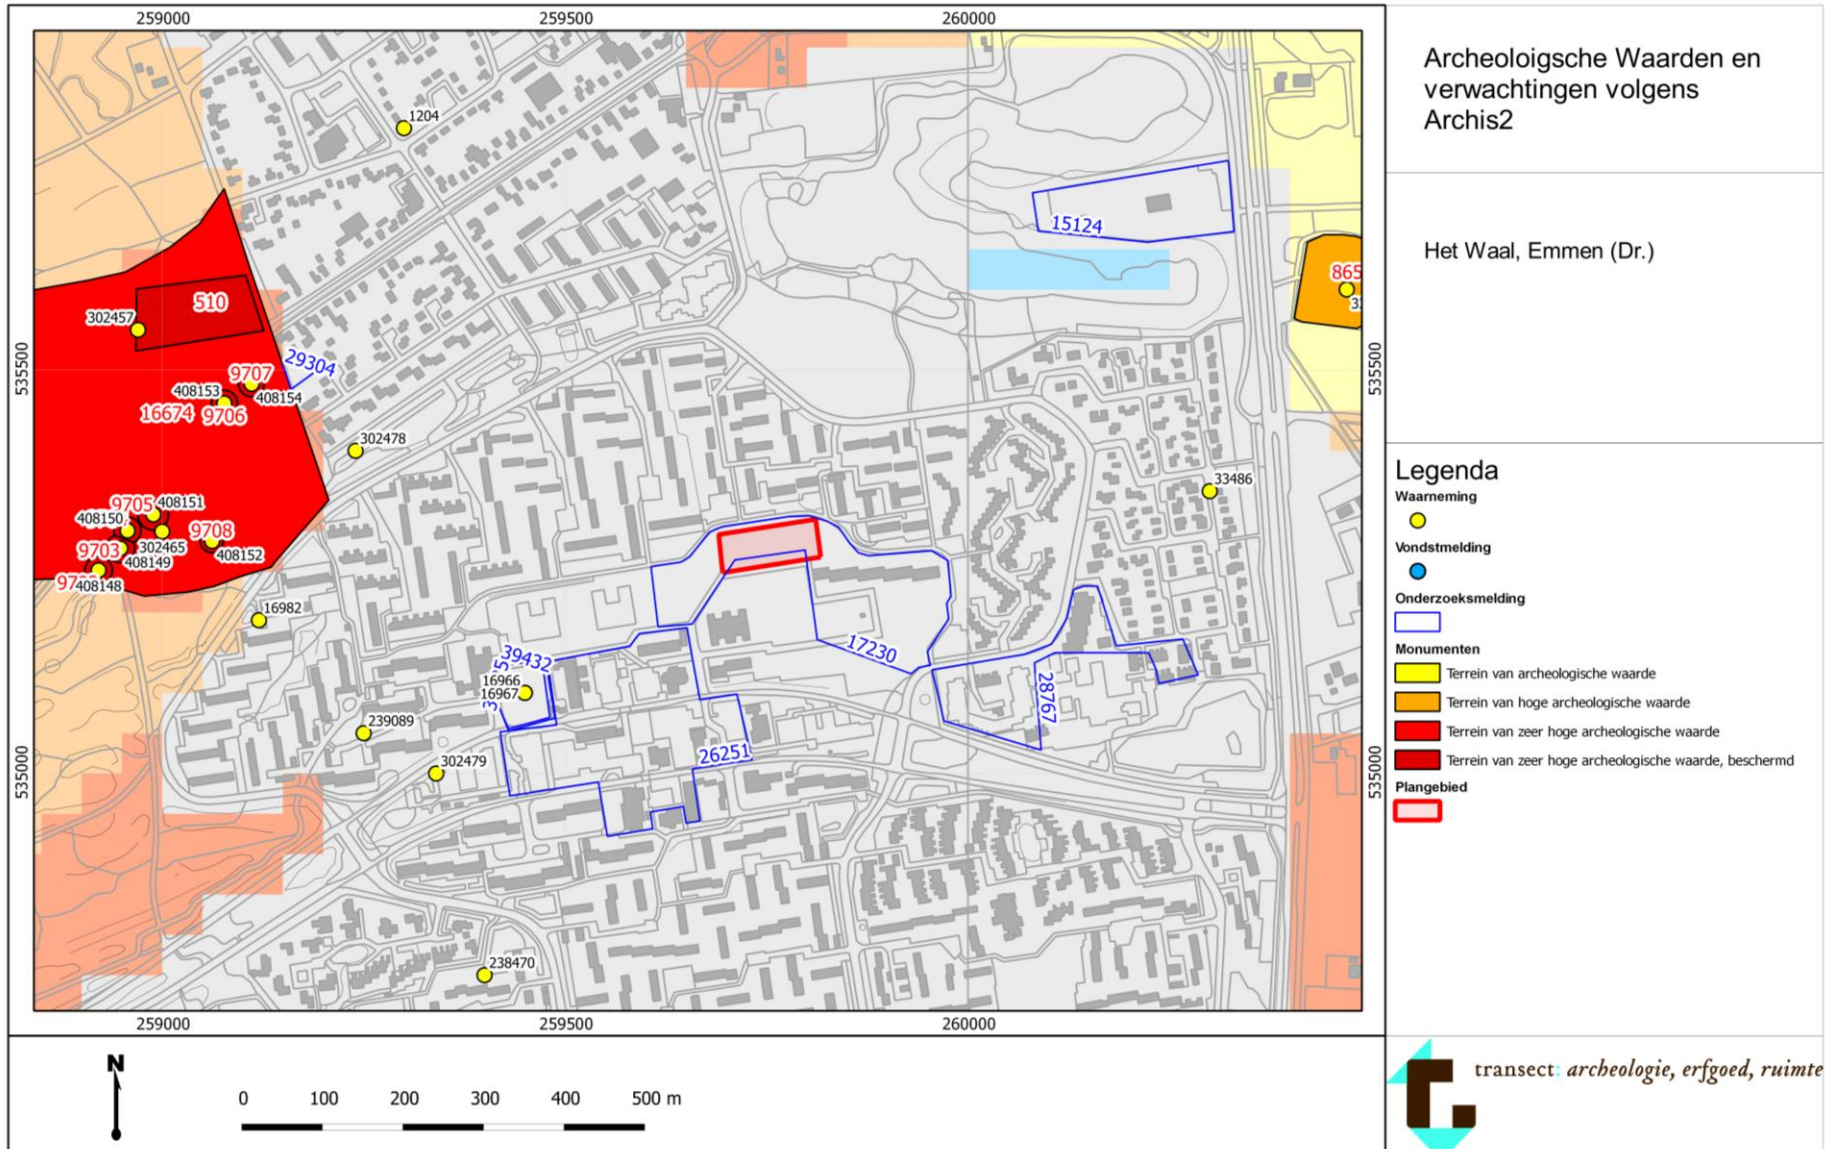 259000
259500
260000
535500
535000
535500
535000
259000
259500
260000
1204
15124
865
510
302457
29304
9707
408153
408154
16674
9706
302478
33486
9705
408151
408150
9708
9703
302465
408152
408149
408148
16982
17230
39432
16966
16967
28767
239089
26251
302479
238470
N
0 100 200 300 400 500 m
Archeoloigsche Waarden en
verwachtingen volgens
Archis2
Het Waal, Emmen (Dr.)
Legenda
Waarneming
Vondstmelding
Onderzoeksmelding
Monumenten
Terrein van archeologische waarde
Terrein van hoge archeologische waarde
Terrein van zeer hoge archeologische waarde
Terrein van zeer hoge archeologische waarde, beschermd
Plangebied
transect: archeologie, erfgoed, ruimte